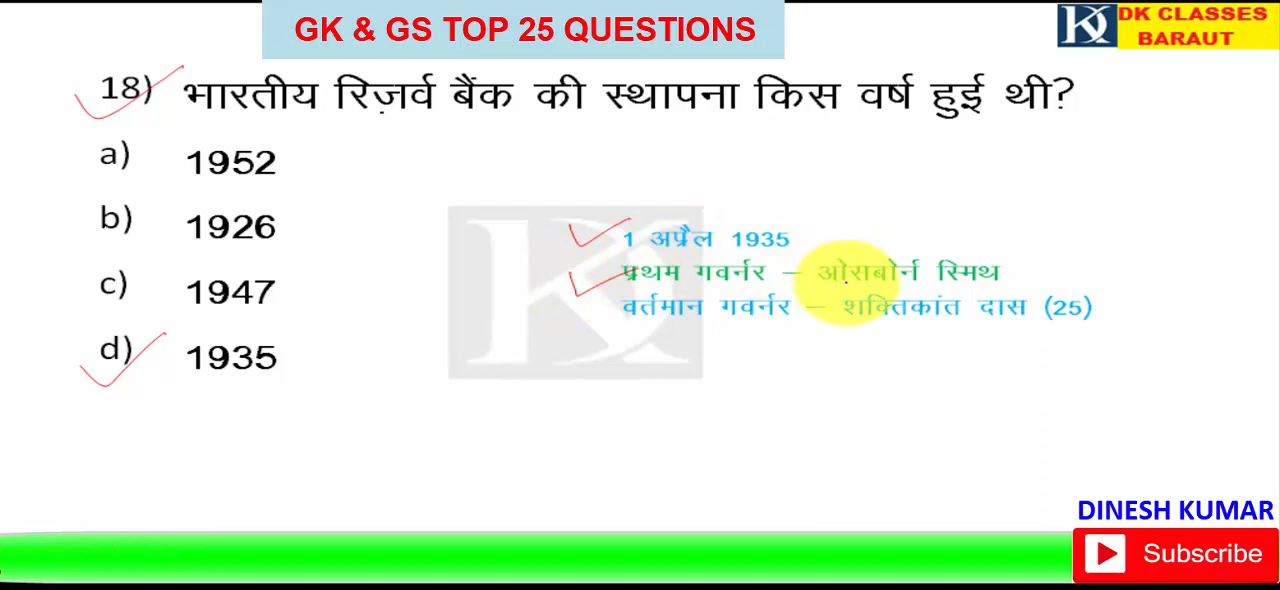 GK & GS TOP 25 QUESTIONS
DK CLASSES
BARAUT
18) भारतीय रिज़र्व बैंक की स्थापना किस वर्ष हुई थी?
a) 1952
b) 1926
c) 1947
d) 1935
1 अप्रैल 1935
प्रथम गवर्नर – ओराबोर्न स्मिथ
वर्तमान गवर्नर – शक्तिकांत दास (25)
DINESH KUMAR
Subscribe